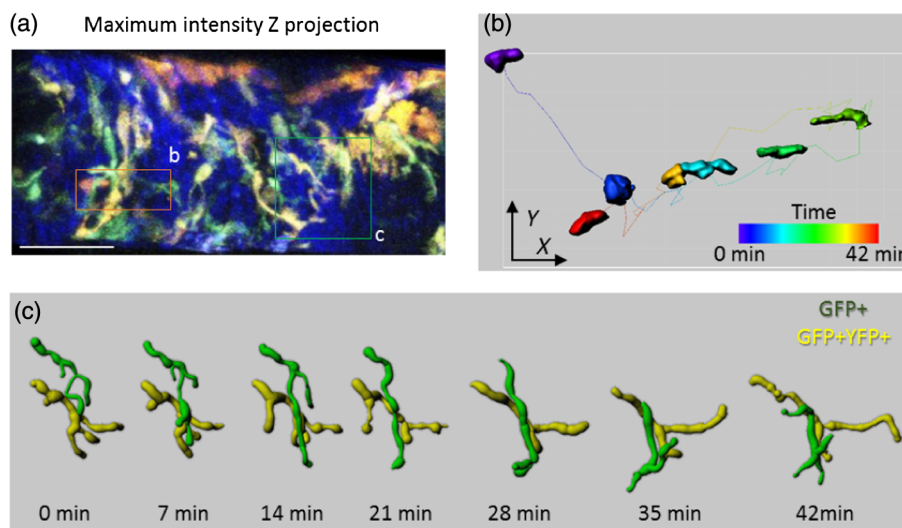 (a) Maximum intensity Z projection
b
c
(b)
Y
X
Time
0 min 42 min
(c)
GFP+
GFP+YFP+
0 min 7 min 14 min 21 min 28 min 35 min 42min